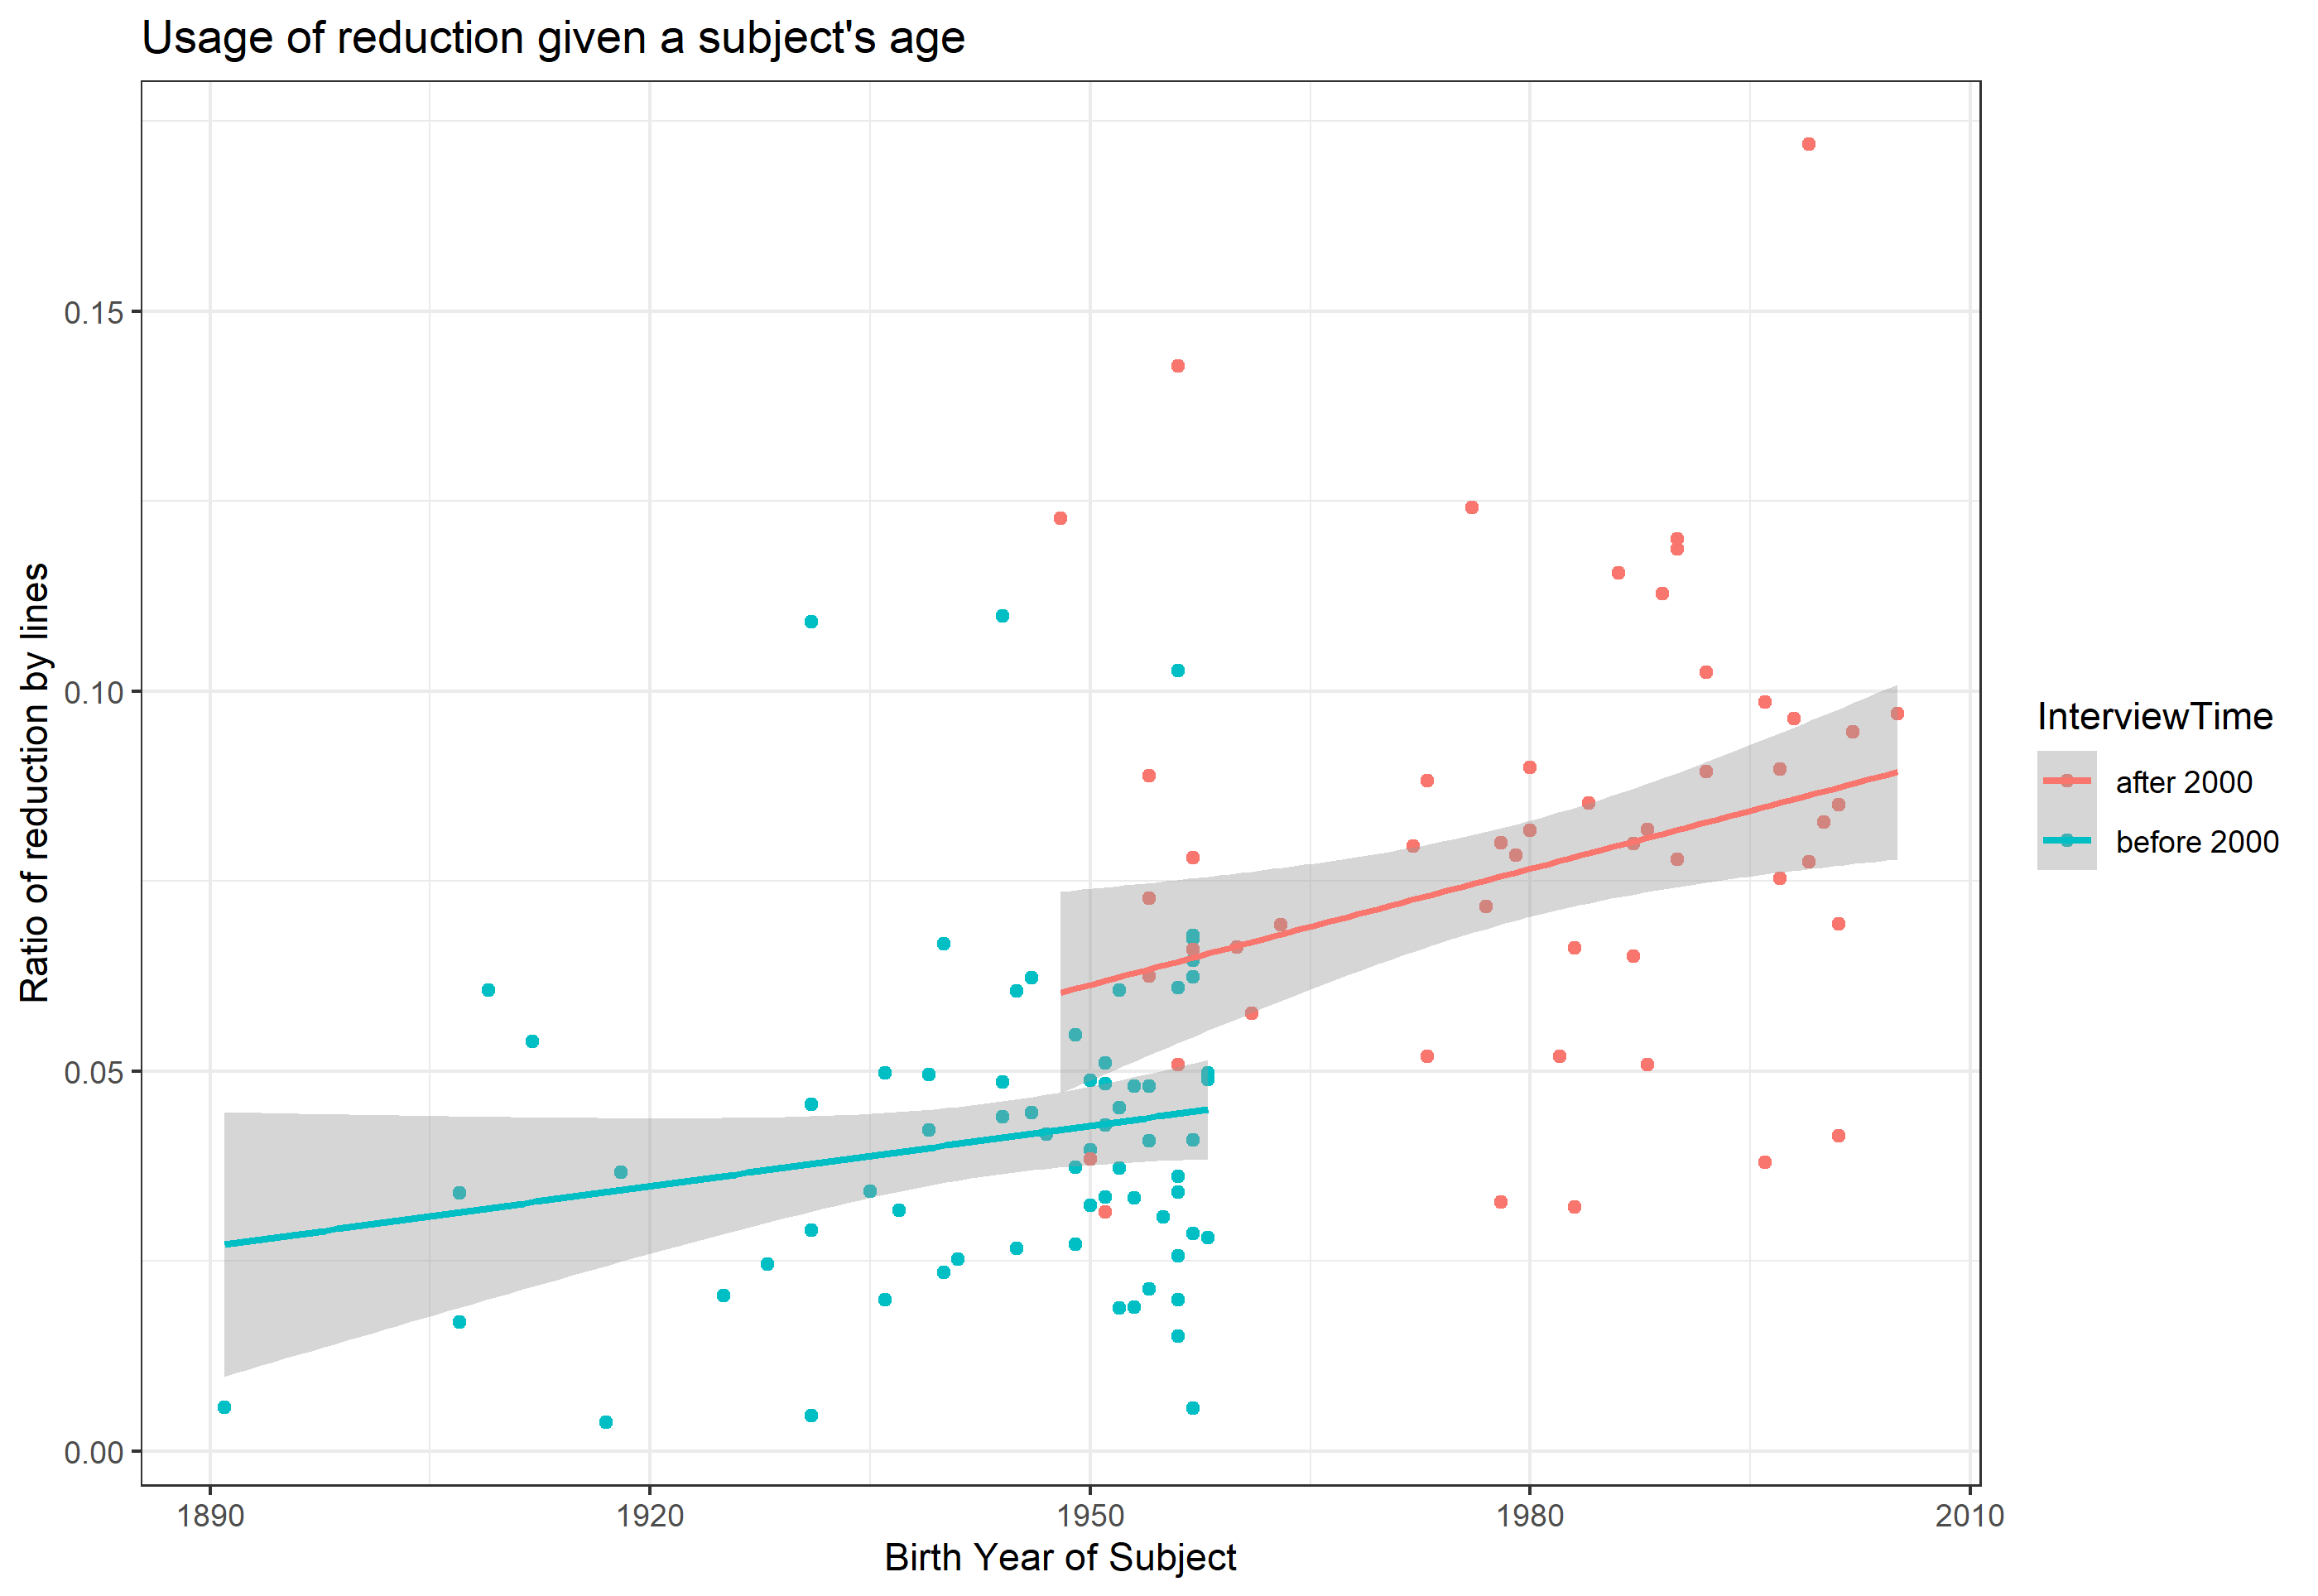 Usage of reduction given a subject's age
Ratio of reduction by lines
0.15
0.10
0.05
0.00
1890 1920 1950 1980 2010
Birth Year of Subject
InterviewTime
after 2000
before 2000